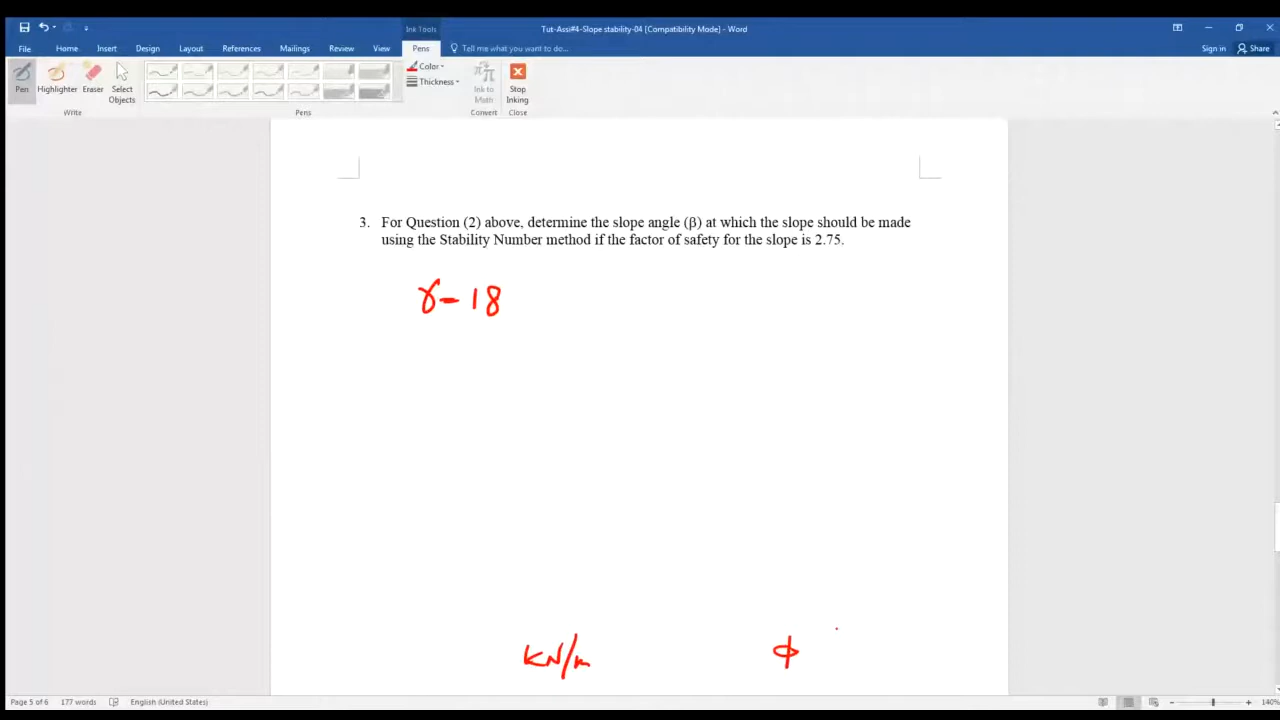 Ink Tools
Tut-Assi#4-Slope stability-04 [Compatibility Mode] - Word
File Home Insert Design Layout References Mailings Review View Pens Tell me what you want to do... Sign in Share
Pen Highlighter Eraser Select Objects
Color
Thickness
Ink to Math
Stop Inking
Write Pens Convert Close
3. For Question (2) above, determine the slope angle (β) at which the slope should be made
using the Stability Number method if the factor of safety for the slope is 2.75.
γ- 18
KN/m ϕ
Page 5 of 6 177 words English (United States) 140%